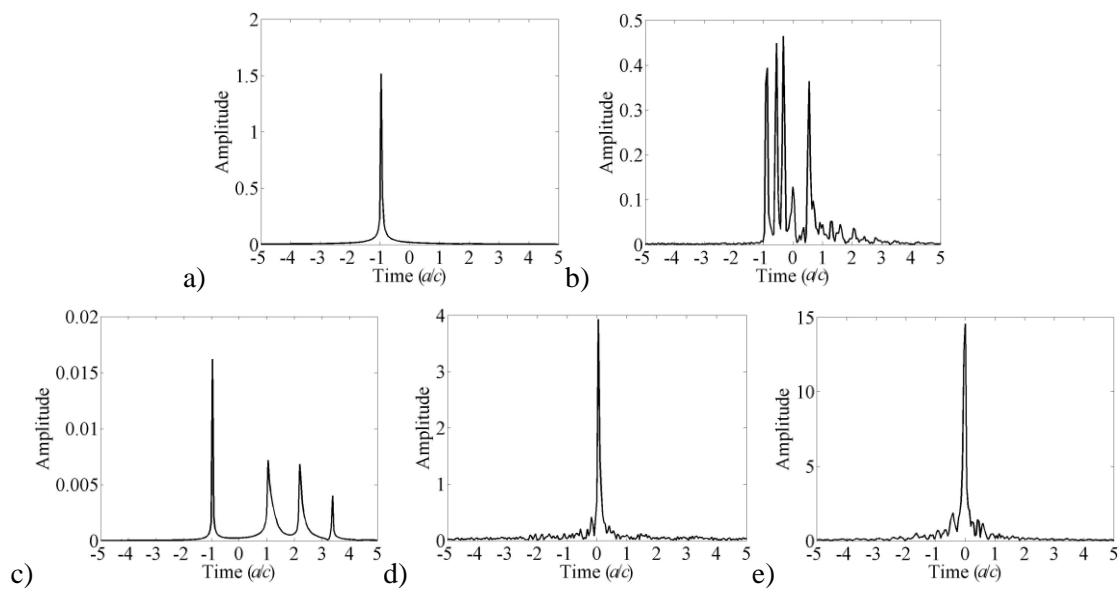 2
1.5
1
0.5
0
Amplitude
-5 -4 -3 -2 -1 0 1 2 3 4 5
Time (a/c)
a)
0.5
0.4
0.3
0.2
0.1
0
Amplitude
-5 -4 -3 -2 -1 0 1 2 3 4 5
Time (a/c)
b)
0.02
0.015
0.01
0.005
0
Amplitude
-5 -4 -3 -2 -1 0 1 2 3 4 5
Time (a/c)
c)
4
3
2
1
0
Amplitude
-5 -4 -3 -2 -1 0 1 2 3 4 5
Time (a/c)
d)
15
10
5
0
Amplitude
-5 -4 -3 -2 -1 0 1 2 3 4 5
Time (a/c)
e)